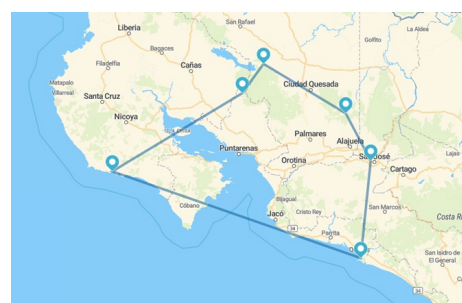 San Rafael
La Aldea
Liberia
Golfito
Bagaces
Filadelfia
Cañas
Matapalo
Villarreal
Santa Cruz
Ciudad Quesada
Nicoya
Palmares
Alajuela
Puntarenas
San José
Orotina
Cartago
Lajas
Bijagual
Cóbano
Jacó
Cristo Rey
San Marcos
Costa R
34
Parrita
San Isidro de
El General
34